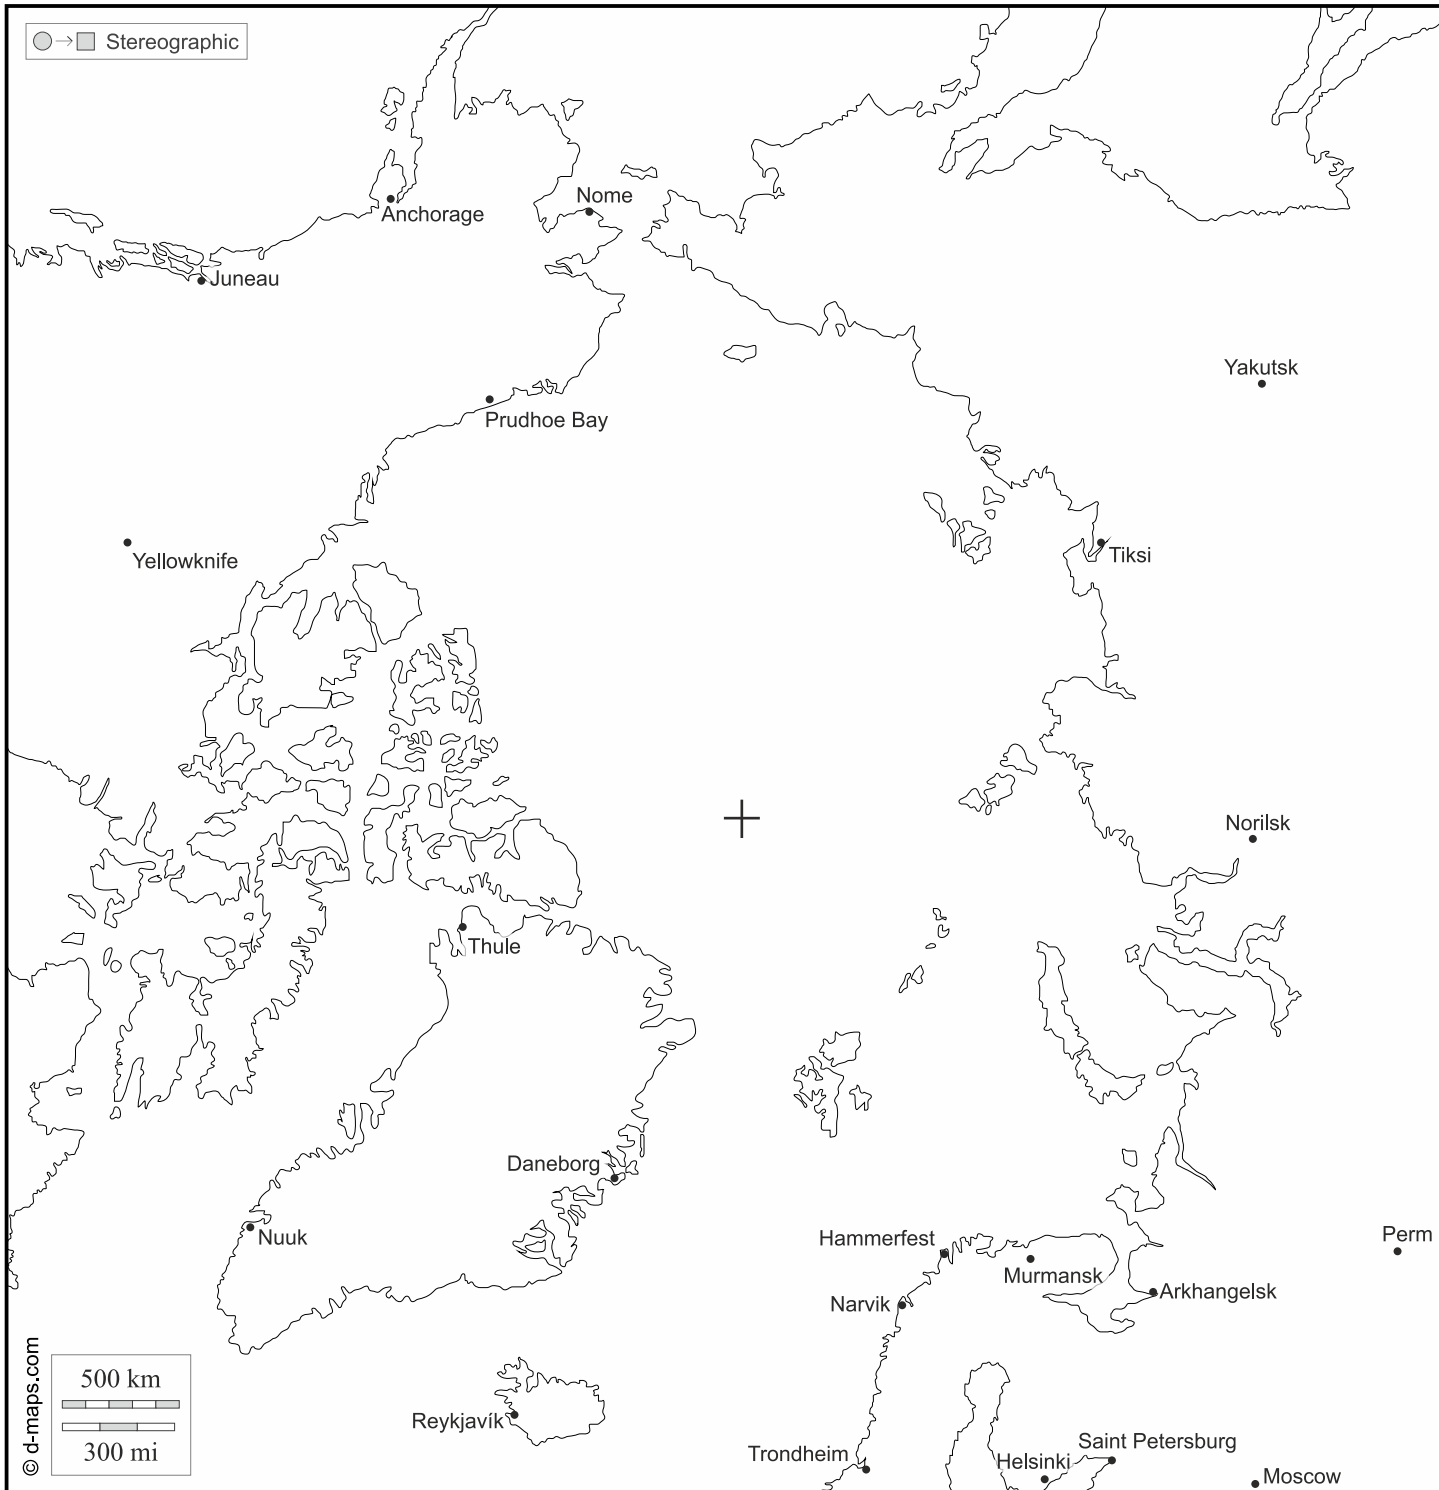 Stereographic
Nome
Anchorage
Juneau
Yakutsk
Prudhoe Bay
Yellowknife
Tiksi
Norilsk
Thule
Daneborg
Nuuk
Hammerfest
Perm
Murmansk
Narvik
Arkhangelsk
Reykjavík
Trondheim
Helsinki
Saint Petersburg
Moscow
500 km
300 mi
© d-maps.com